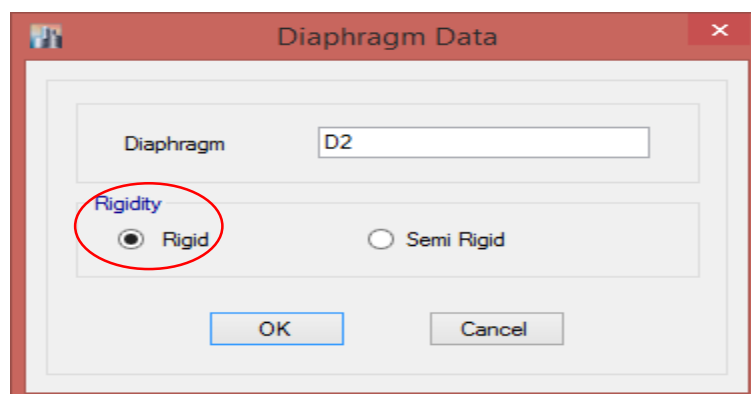 Diaphragm Data
Diaphragm D2
Rigidity
Rigid Semi Rigid
OK Cancel